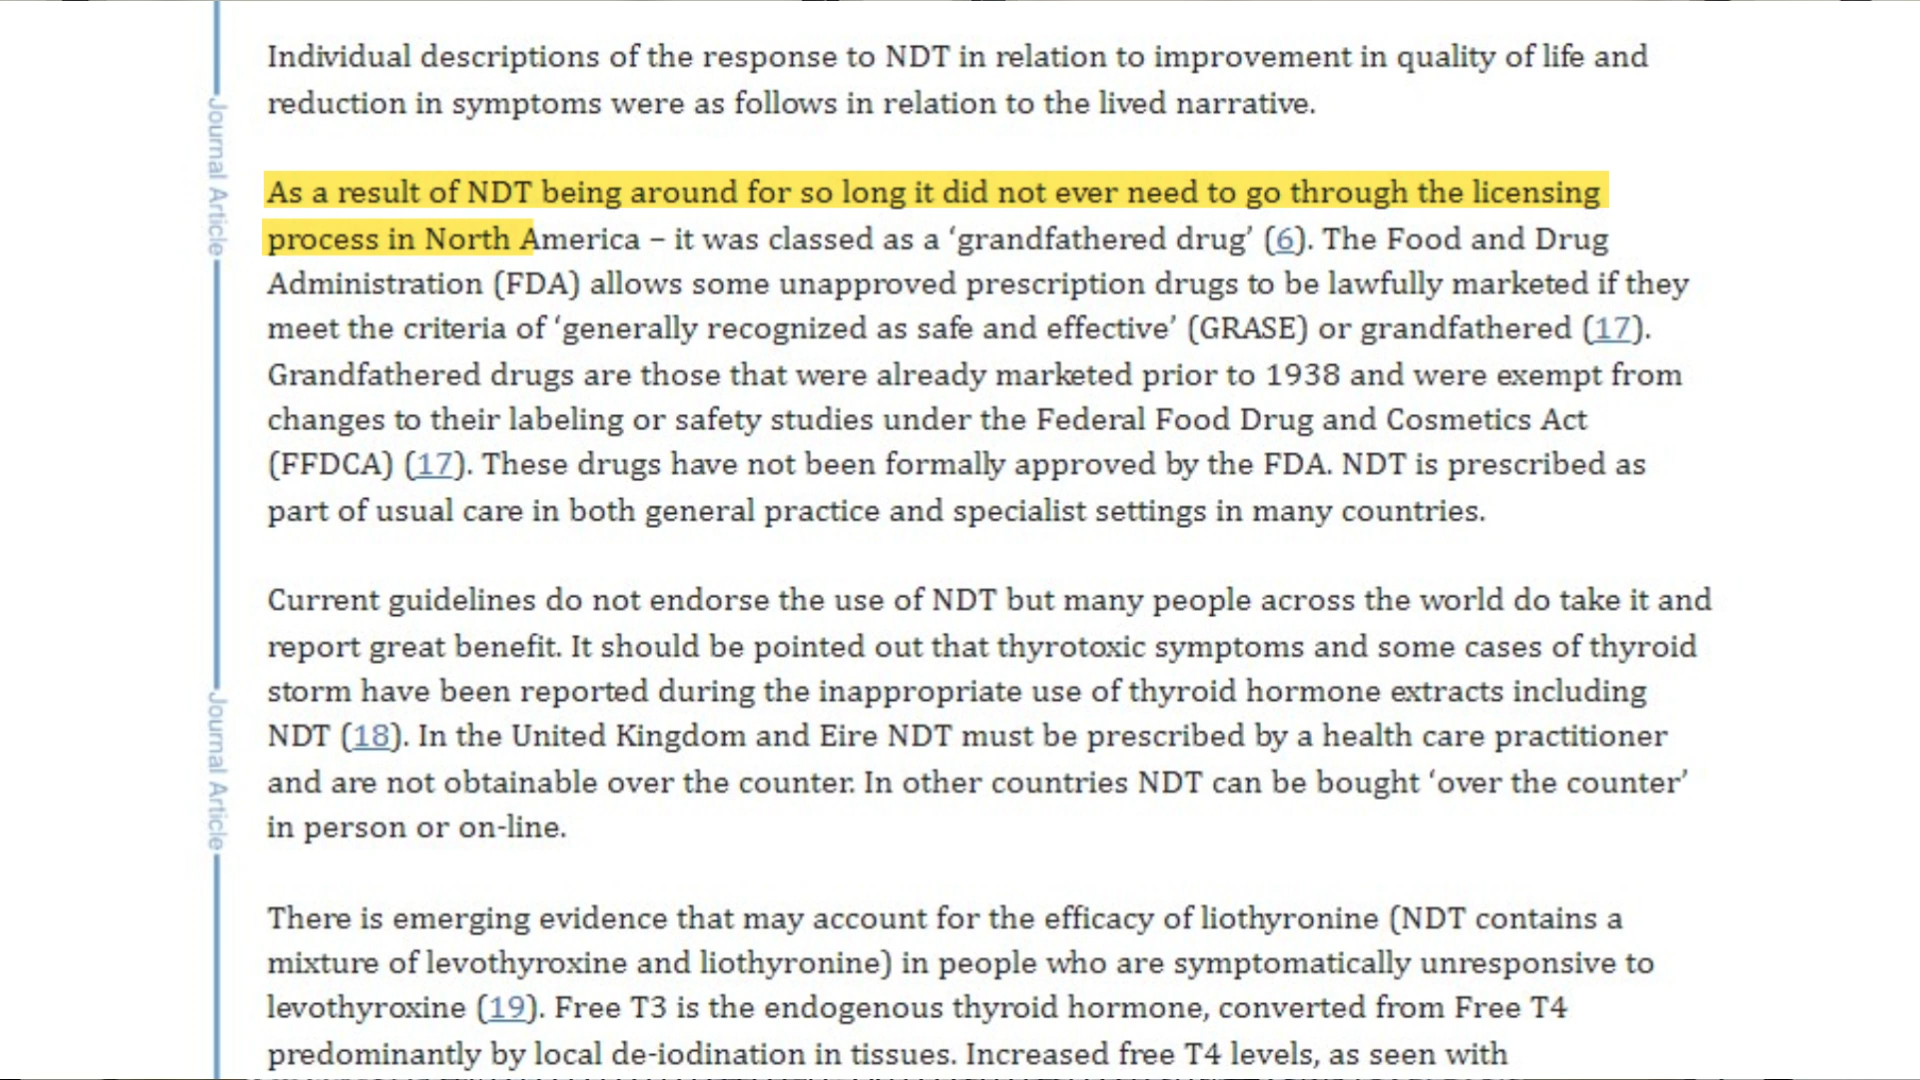 Individual descriptions of the response to NDT in relation to improvement in quality of life and
reduction in symptoms were as follows in relation to the lived narrative.
As a result of NDT being around for so long it did not ever need to go through the licensing
process in North America – it was classed as a ‘grandfathered drug’ (6). The Food and Drug
Administration (FDA) allows some unapproved prescription drugs to be lawfully marketed if they
meet the criteria of ‘generally recognized as safe and effective’ (GRASE) or grandfathered (17).
Grandfathered drugs are those that were already marketed prior to 1938 and were exempt from
changes to their labeling or safety studies under the Federal Food Drug and Cosmetics Act
(FFDCA) (17). These drugs have not been formally approved by the FDA. NDT is prescribed as
part of usual care in both general practice and specialist settings in many countries.
Current guidelines do not endorse the use of NDT but many people across the world do take it and
report great benefit. It should be pointed out that thyrotoxic symptoms and some cases of thyroid
storm have been reported during the inappropriate use of thyroid hormone extracts including
NDT (18). In the United Kingdom and Eire NDT must be prescribed by a health care practitioner
and are not obtainable over the counter. In other countries NDT can be bought ‘over the counter’
in person or on-line.
There is emerging evidence that may account for the efficacy of liothyronine (NDT contains a
mixture of levothyroxine and liothyronine) in people who are symptomatically unresponsive to
levothyroxine (19). Free T3 is the endogenous thyroid hormone, converted from Free T4
predominantly by local de-iodination in tissues. Increased free T4 levels, as seen with
Journal Article
Journal Article